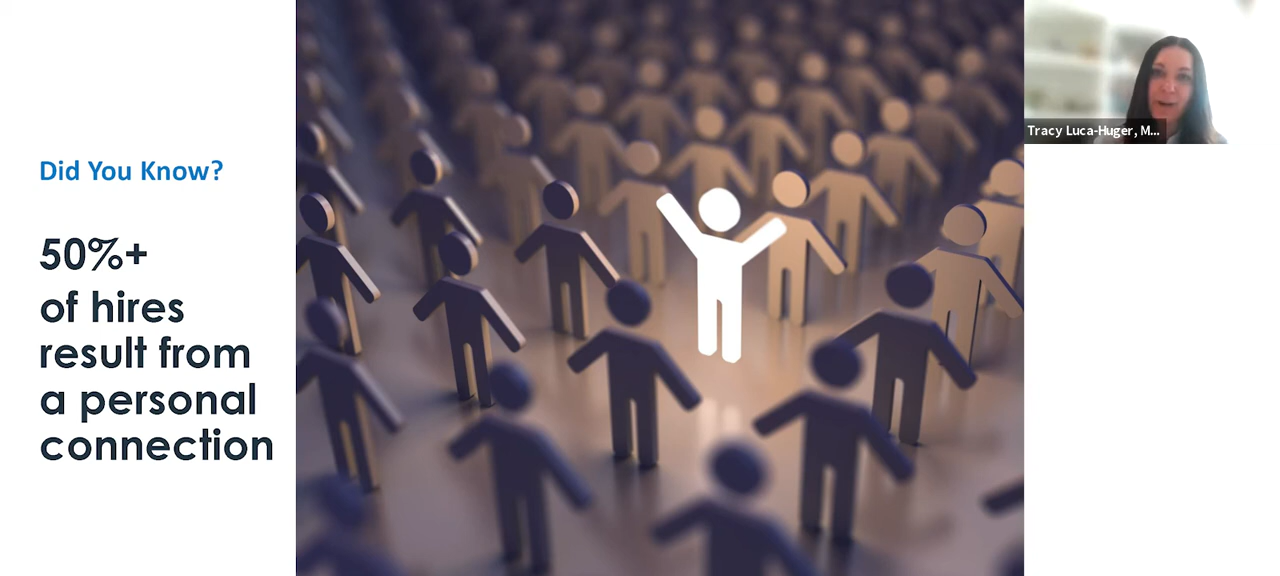 Did You Know?
50%+
of hires
result from
a personal
connection
Tracy Luca-Huger, M...